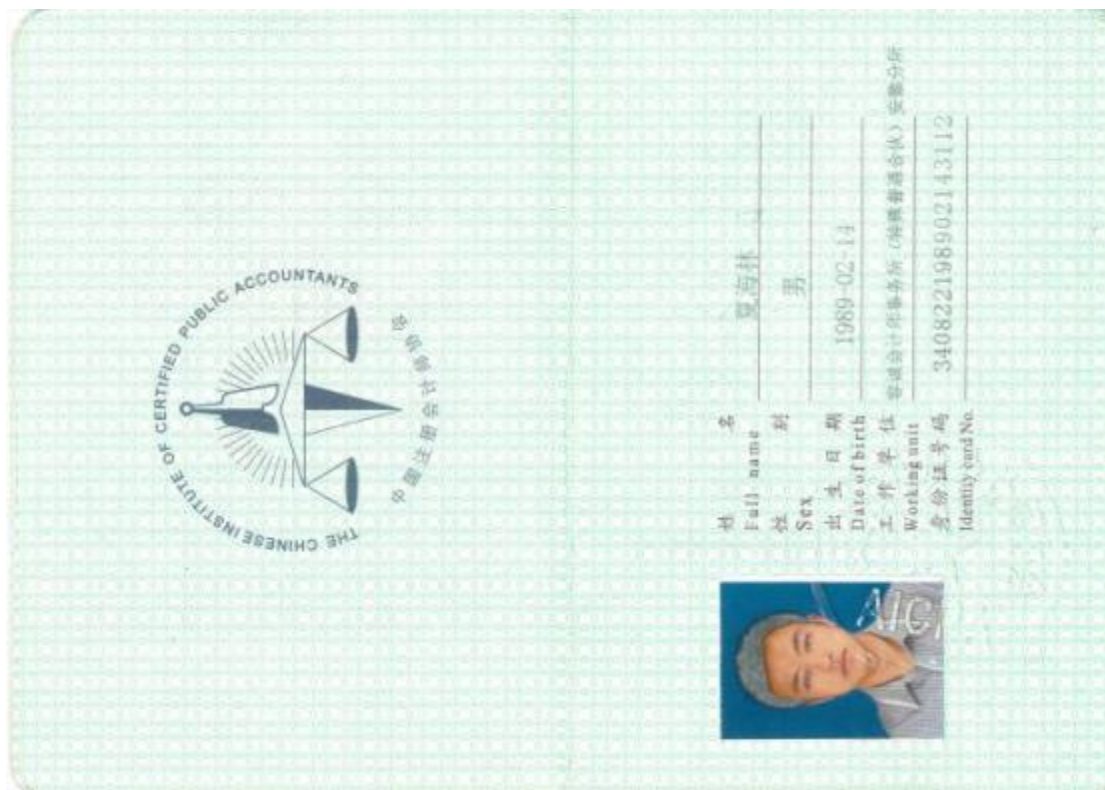 THE CHINESE INSTITUTE OF CERTIFIED PUBLIC ACCOUNTANTS
中国注册会计师协会
姓 名 夏海林
Full name
性 别 男
Sex
出 生 日 期 1989-02-14
Date of birth
工 作 单 位 容诚会计师事务所(特殊普通合伙)安徽分所
Working unit
身份证号码 340822198902143112
Identity card No.
AICP